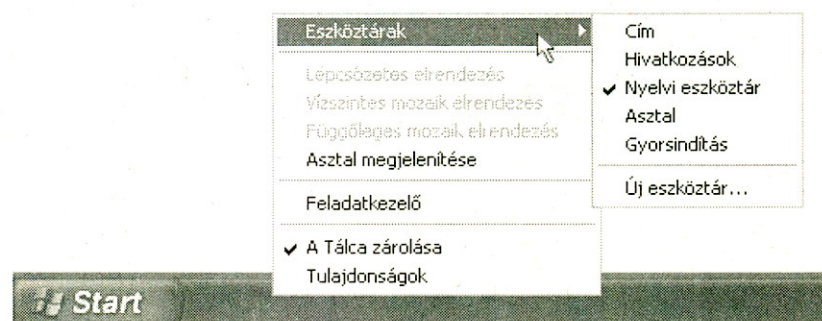 Eszköztárak
Lépcsőzetes elrendezés
Vízszintes mozaik elrendezés
Függőleges mozaik elrendezés
Asztal megjelenítése
Feladatkezelő
A Tálca zárolása
Tulajdonságok
Cím
Hivatkozások
Nyelvi eszköztár
Asztal
Gyorsindítás
Új eszköztár...
Start